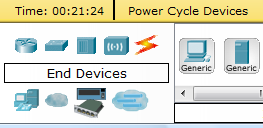 Time: 00:21:24 Power Cycle Devices
End Devices
Generic Generic